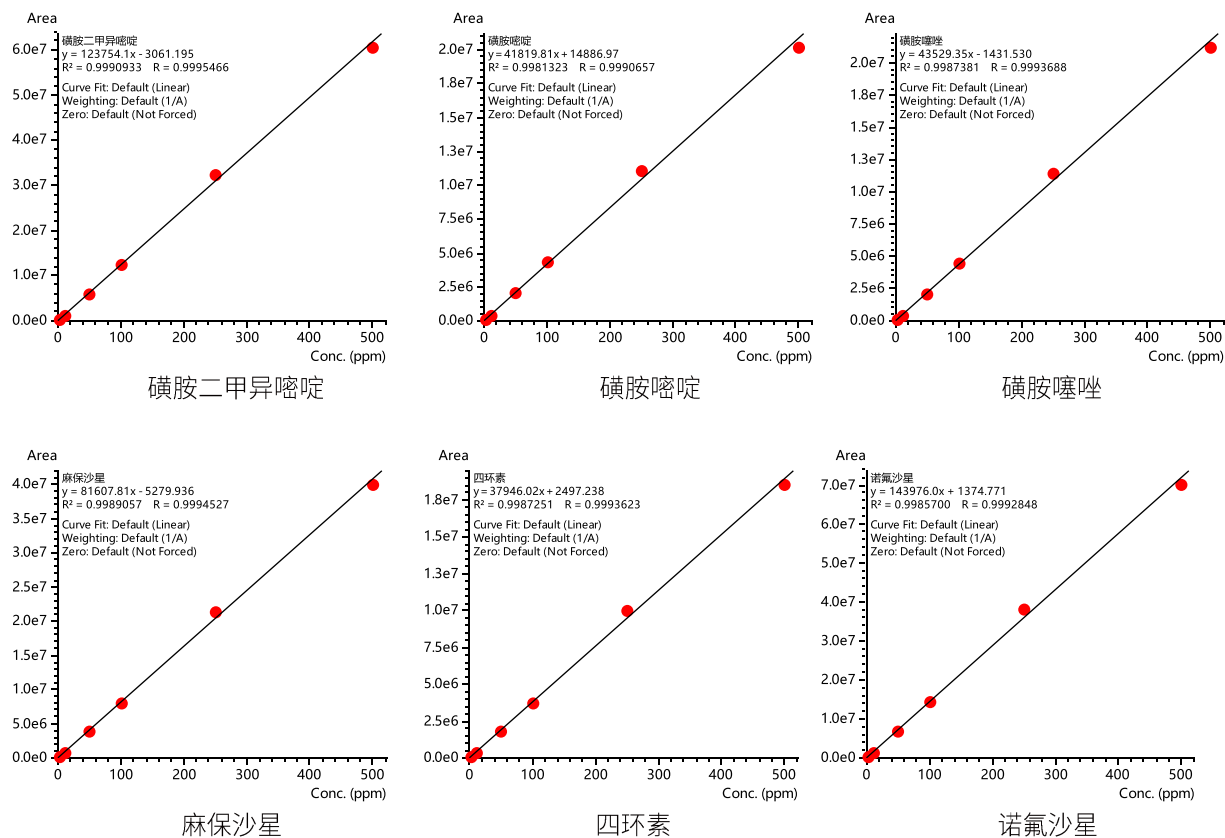 Area
磺胺二甲异嘧啶
y = 123754.1x - 3061.195
R² = 0.9990933 R = 0.9995466
Curve Fit: Default (Linear)
Weighting: Default (1/A)
Zero: Default (Not Forced)
6.0e7
5.0e7
4.0e7
3.0e7
2.0e7
1.0e7
0.0e0
0 100 200 300 400 500
Conc. (ppm)
磺胺二甲异嘧啶
Area
磺胺嘧啶
y = 41819.81x + 14886.97
R² = 0.9981323 R = 0.9990657
Curve Fit: Default (Linear)
Weighting: Default (1/A)
Zero: Default (Not Forced)
2.0e7
1.8e7
1.5e7
1.3e7
1.0e7
7.5e6
5.0e6
2.5e6
0.0e0
0 100 200 300 400 500
Conc. (ppm)
磺胺嘧啶
Area
磺胺噻唑
y = 43529.35x - 1431.530
R² = 0.9987381 R = 0.9993688
Curve Fit: Default (Linear)
Weighting: Default (1/A)
Zero: Default (Not Forced)
2.0e7
1.8e7
1.5e7
1.3e7
1.0e7
7.5e6
5.0e6
2.5e6
0.0e0
0 100 200 300 400 500
Conc. (ppm)
磺胺噻唑
Area
麻保沙星
y = 81607.81x - 5279.936
R² = 0.9989057 R = 0.9994527
Curve Fit: Default (Linear)
Weighting: Default (1/A)
Zero: Default (Not Forced)
4.0e7
3.5e7
3.0e7
2.5e7
2.0e7
1.5e7
1.0e7
5.0e6
0.0e0
0 100 200 300 400 500
Conc. (ppm)
麻保沙星
Area
四环素
y = 37946.02x + 2497.238
R² = 0.9987251 R = 0.9993623
Curve Fit: Default (Linear)
Weighting: Default (1/A)
Zero: Default (Not Forced)
1.8e7
1.5e7
1.3e7
1.0e7
7.5e6
5.0e6
2.5e6
0.0e0
0 100 200 300 400 500
Conc. (ppm)
四环素
Area
诺氟沙星
y = 143976.0x + 1374.771
R² = 0.9985700 R = 0.9992848
Curve Fit: Default (Linear)
Weighting: Default (1/A)
Zero: Default (Not Forced)
7.0e7
6.0e7
5.0e7
4.0e7
3.0e7
2.0e7
1.0e7
0.0e0
0 100 200 300 400 500
Conc. (ppm)
诺氟沙星